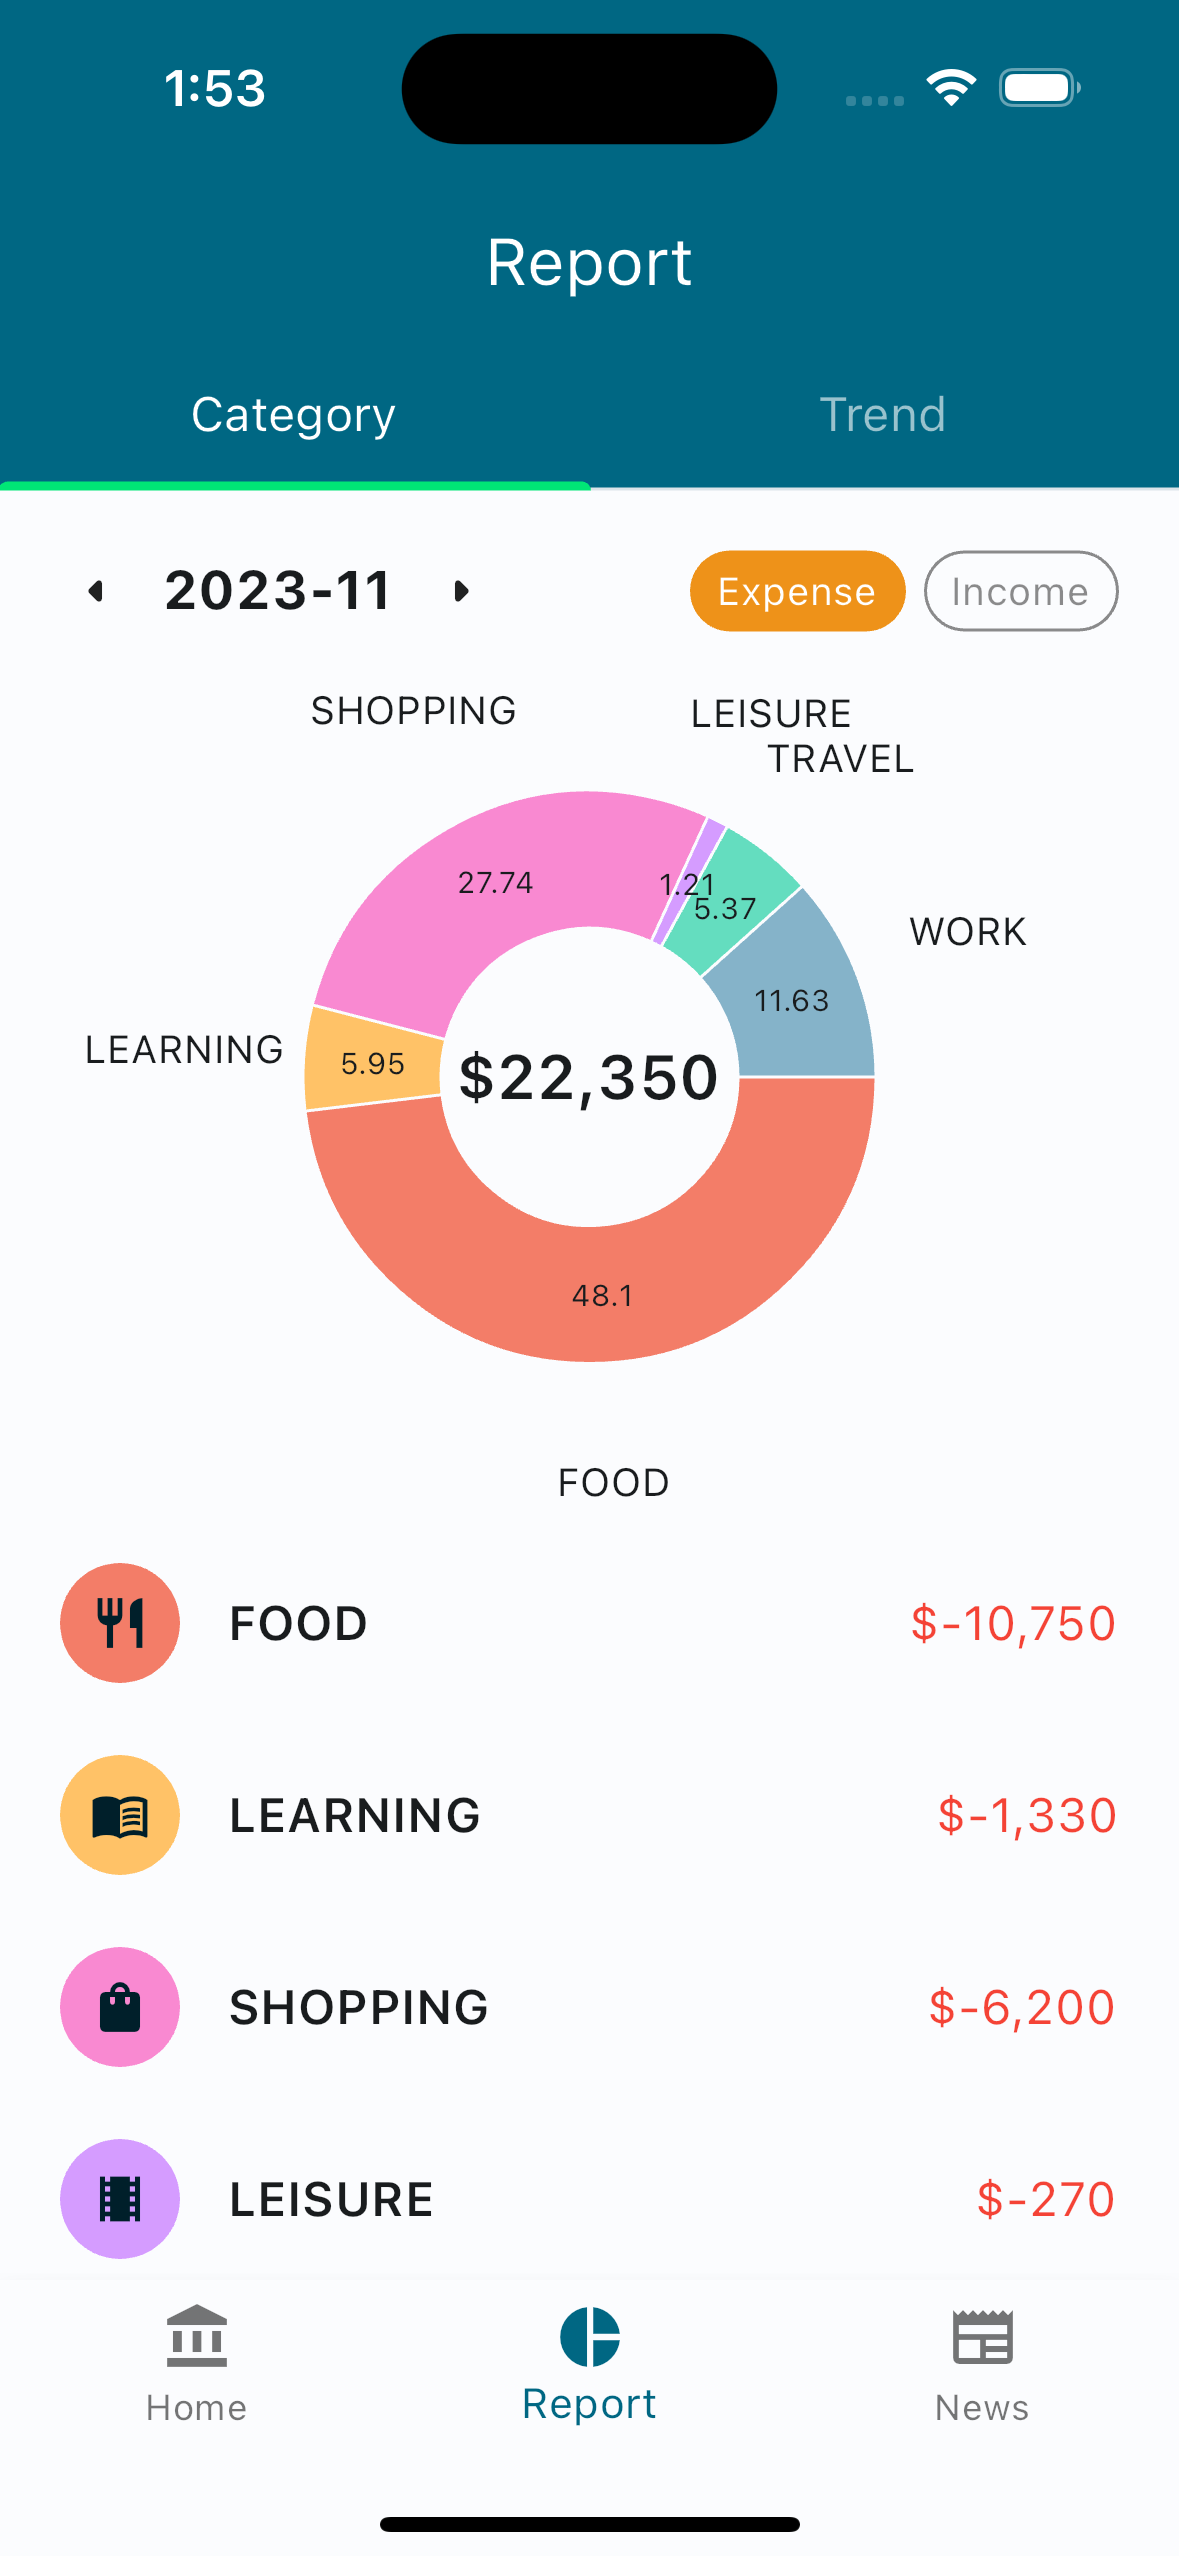 1:53
Report
Category Trend
2023-11 Expense Income
SHOPPING LEISURE
TRAVEL
27.74 1.21
5.37
WORK
11.63
LEARNING 5.95 $22,350
48.1
FOOD
FOOD $-10,750
LEARNING $-1,330
SHOPPING $-6,200
LEISURE $-270
Home Report News